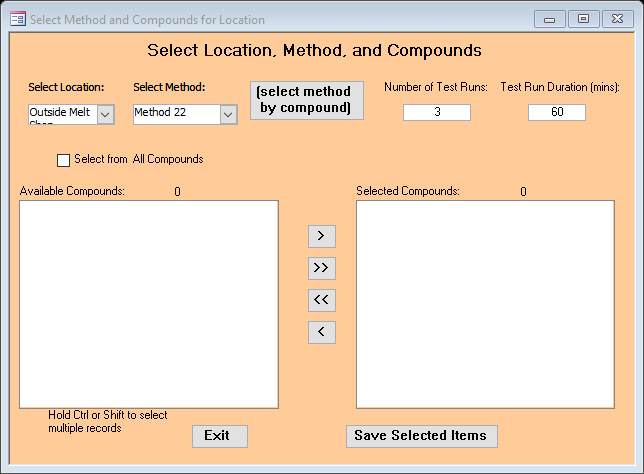 Select Method and Compounds for Location
Select Location, Method, and Compounds
Select Location:
Select Method:
(select method
by compound)
Number of Test Runs:
Test Run Duration (mins):
Outside Melt
Method 22
3
60
Select from All Compounds
Available Compounds: 0
Selected Compounds: 0
>
>>
<<
<
Hold Ctrl or Shift to select
multiple records
Exit
Save Selected Items